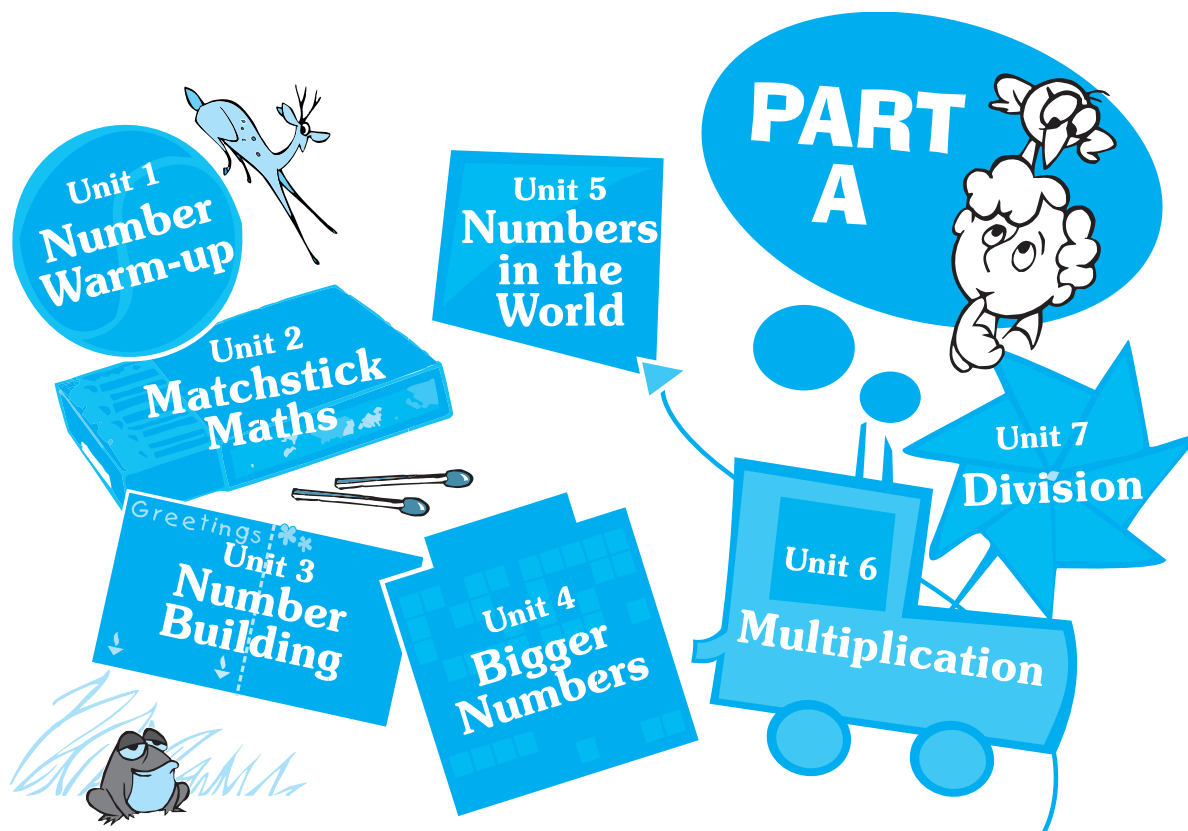 PART
A
Unit 1
Number
Warm-up
Unit 2
Matchstick
Maths
Greetings
Unit 3
Number
Building
Unit 4
Bigger
Numbers
Unit 5
Numbers
in the
World
Unit 6
Multiplication
Unit 7
Division